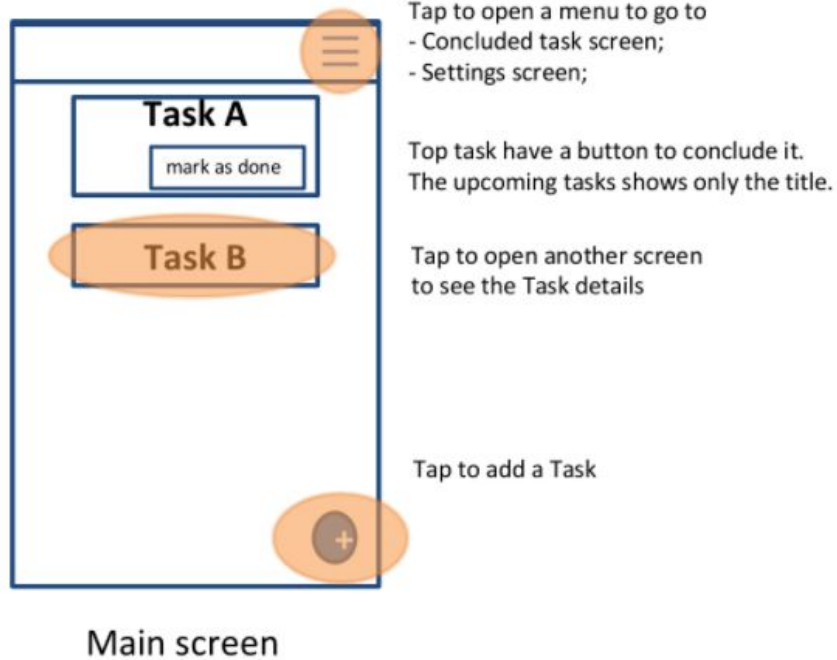 Tap to open a menu to go to
- Concluded task screen;
- Settings screen;
Task A
mark as done
Top task have a button to conclude it.
The upcoming tasks shows only the title.
Task B
Tap to open another screen
to see the Task details
Tap to add a Task
+
Main screen